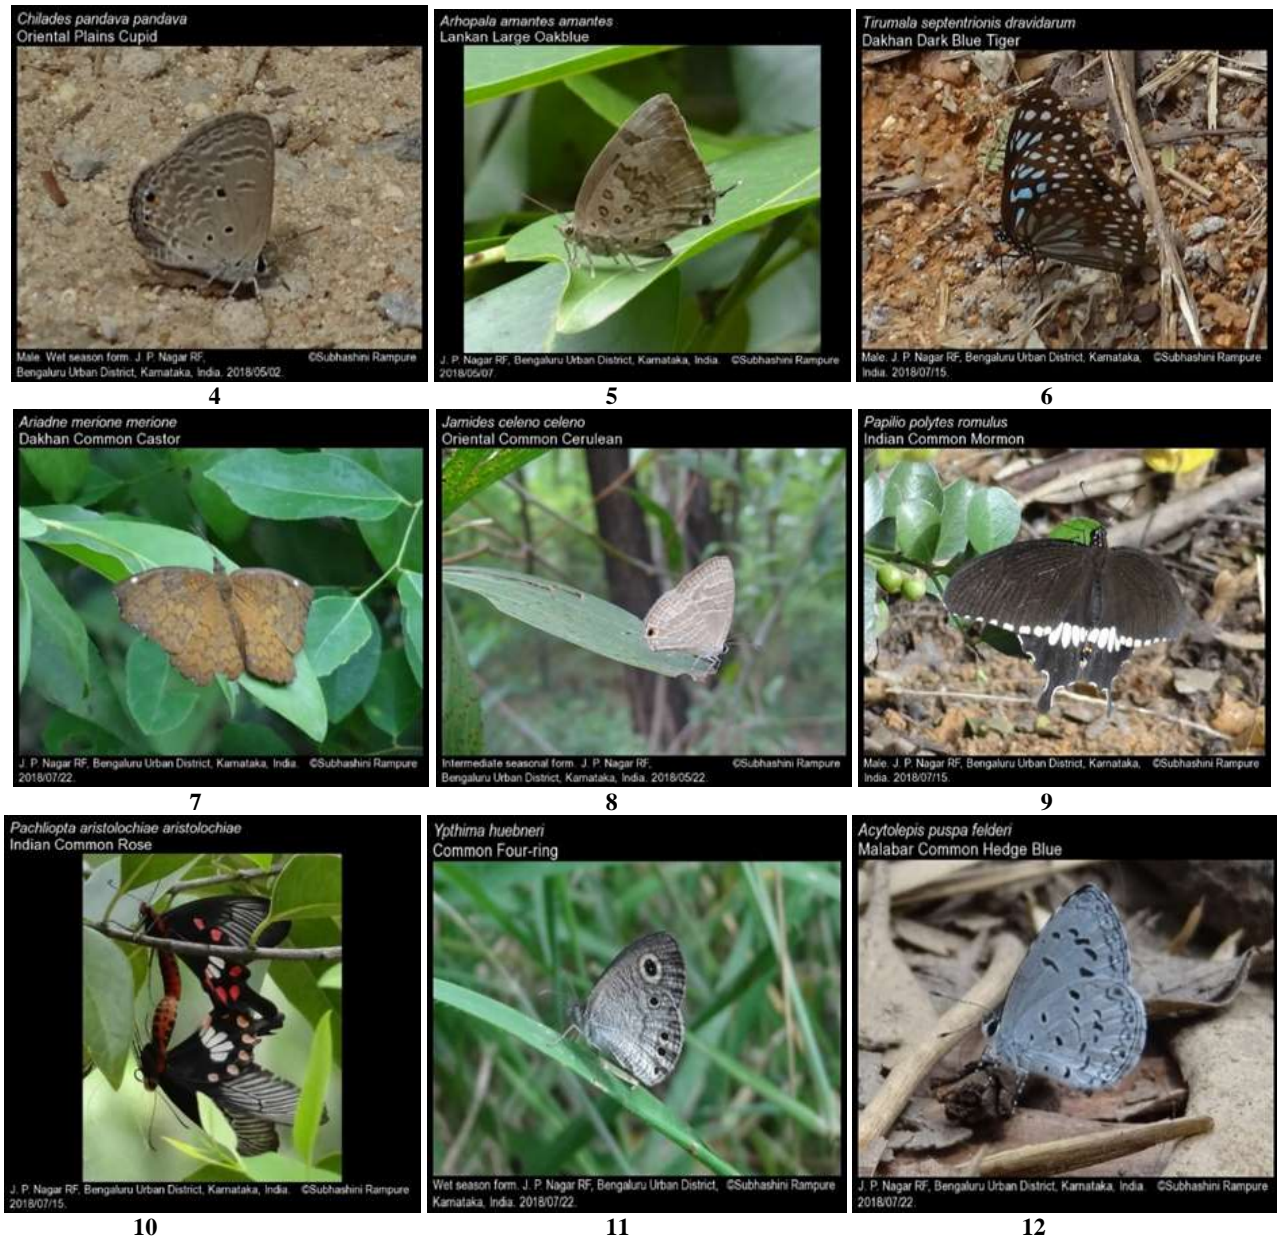 Chilades pandava pandava
Oriental Plains Cupid
Male. Wet season form. J. P. Nagar RF, ©Subhashini Rampure
Bengaluru Urban District, Karnataka, India. 2018/05/02.
4
Arhopala amantes amantes
Lankan Large Oakblue
J. P. Nagar RF, Bengaluru Urban District, Karnataka, India. ©Subhashini Rampure
2018/05/07.
5
Tirumala septentrionis dravidarum
Dakhan Dark Blue Tiger
Male. J. P. Nagar RF, Bengaluru Urban District, Karnataka, ©Subhashini Rampure
India. 2018/07/15.
6
Ariadne merione merione
Dakhan Common Castor
J. P. Nagar RF, Bengaluru Urban District, Karnataka, India. ©Subhashini Rampure
2018/07/22.
7
Jamides celeno celeno
Oriental Common Cerulean
Intermediate seasonal form. J. P. Nagar RF, ©Subhashini Rampure
Bengaluru Urban District, Karnataka, India. 2018/05/22.
8
Papilio polytes romulus
Indian Common Mormon
Male. J. P. Nagar RF, Bengaluru Urban District, Karnataka, ©Subhashini Rampure
India. 2018/07/15.
9
Pachliopta aristolochiae aristolochiae
Indian Common Rose
J. P. Nagar RF, Bengaluru Urban District, Karnataka, India. ©Subhashini Rampure
2018/07/15.
10
Ypthima huebneri
Common Four-ring
Wet season form. J. P. Nagar RF, Bengaluru Urban District, ©Subhashini Rampure
Karnataka, India. 2018/07/22.
11
Acytolepis puspa felderi
Malabar Common Hedge Blue
J. P. Nagar RF, Bengaluru Urban District, Karnataka, India. ©Subhashini Rampure
2018/07/22.
12